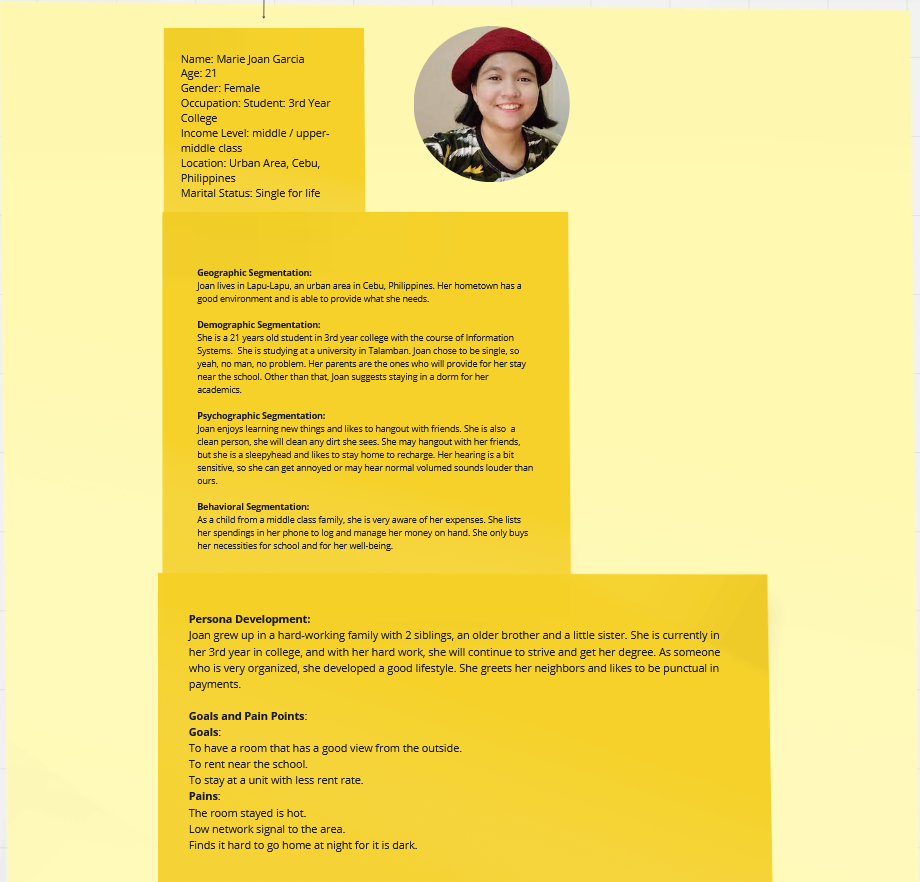 Name: Marie Joan Garcia
Age: 21
Gender: Female
Occupation: Student: 3rd Year
College
Income Level: middle / upper-
middle class
Location: Urban Area, Cebu,
Philippines
Marital Status: Single for life
Geographic Segmentation:
Joan lives in Lapu-Lapu, an urban area in Cebu, Philippines. Her hometown has a
good environment and is able to provide what she needs.
Demographic Segmentation:
She is a 21 years old student in 3rd year college with the course of Information
Systems. She is studying at a university in Talamban. Joan chose to be single, so
yeah, no man, no problem. Her parents are the ones who will provide for her stay
near the school. Other than that, Joan suggests staying in a dorm for her
academics.
Psychographic Segmentation:
Joan enjoys learning new things and likes to hangout with friends. She is also a
clean person, she will clean any dirt she sees. She may hangout with her friends,
but she is a sleepyhead and likes to stay home to recharge. Her hearing is a bit
sensitive, so she can get annoyed or may hear normal volumed sounds louder than
ours.
Behavioral Segmentation:
As a child from a middle class family, she is very aware of her expenses. She lists
her spendings in her phone to log and manage her money on hand. She only buys
her necessities for school and for her well-being.
Persona Development:
Joan grew up in a hard-working family with 2 siblings, an older brother and a little sister. She is currently in
her 3rd year in college, and with her hard work, she will continue to strive and get her degree. As someone
who is very organized, she developed a good lifestyle. She greets her neighbors and likes to be punctual in
payments.
Goals and Pain Points:
Goals:
To have a room that has a good view from the outside.
To rent near the school.
To stay at a unit with less rent rate.
Pains:
The room stayed is hot.
Low network signal to the area.
Finds it hard to go home at night for it is dark.